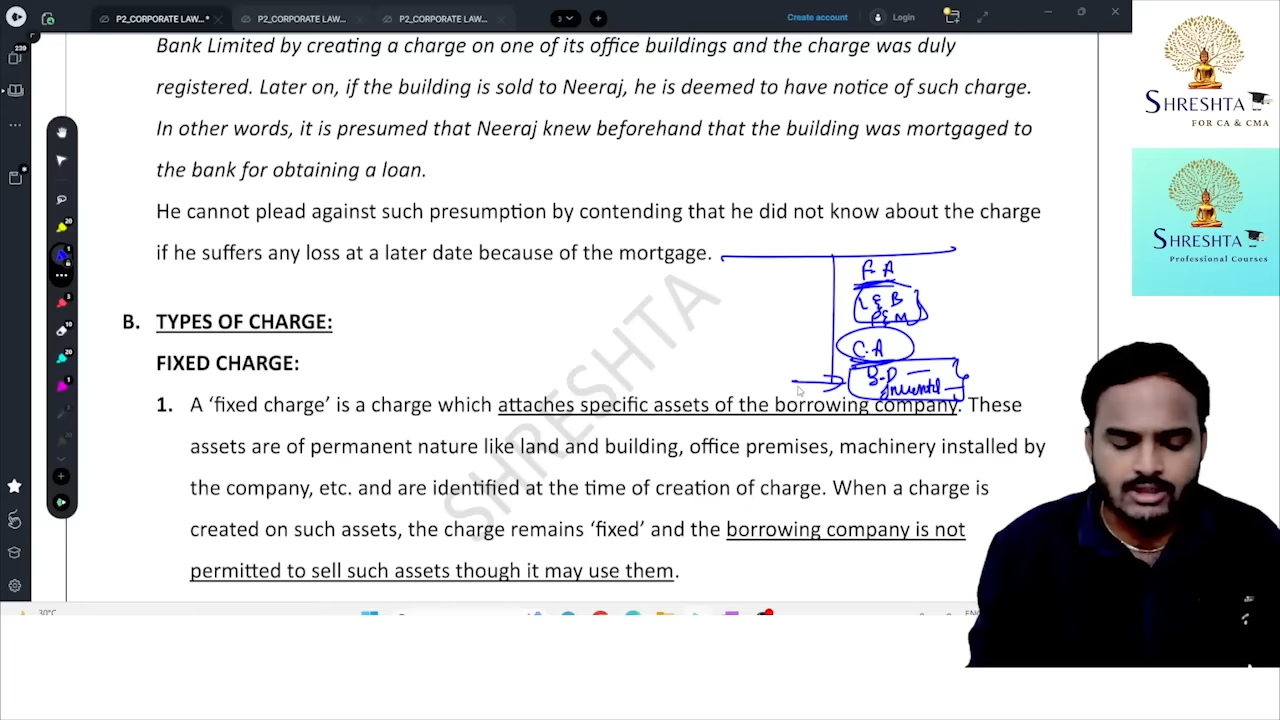 P2_CORPORATE LAW...*
P2_CORPORATE LAW...
P2_CORPORATE LAW...
3
Create account
Login
Bank Limited by creating a charge on one of its office buildings and the charge was duly
registered. Later on, if the building is sold to Neeraj, he is deemed to have notice of such charge.
In other words, it is presumed that Neeraj knew beforehand that the building was mortgaged to
the bank for obtaining a loan.
He cannot plead against such presumption by contending that he did not know about the charge
if he suffers any loss at a later date because of the mortgage.
F A
L & B
P & M
C.A
B.D
B. TYPES OF CHARGE:
FIXED CHARGE:
1. A ‘fixed charge’ is a charge which attaches specific assets of the borrowing company. These
assets are of permanent nature like land and building, office premises, machinery installed by
the company, etc. and are identified at the time of creation of charge. When a charge is
created on such assets, the charge remains ‘fixed’ and the borrowing company is not
permitted to sell such assets though it may use them.
SHRESHTA
239
20
1
3
10
20
1
30°C
SHRESHTA
FOR CA & CMA
SHRESHTA
Professional Courses